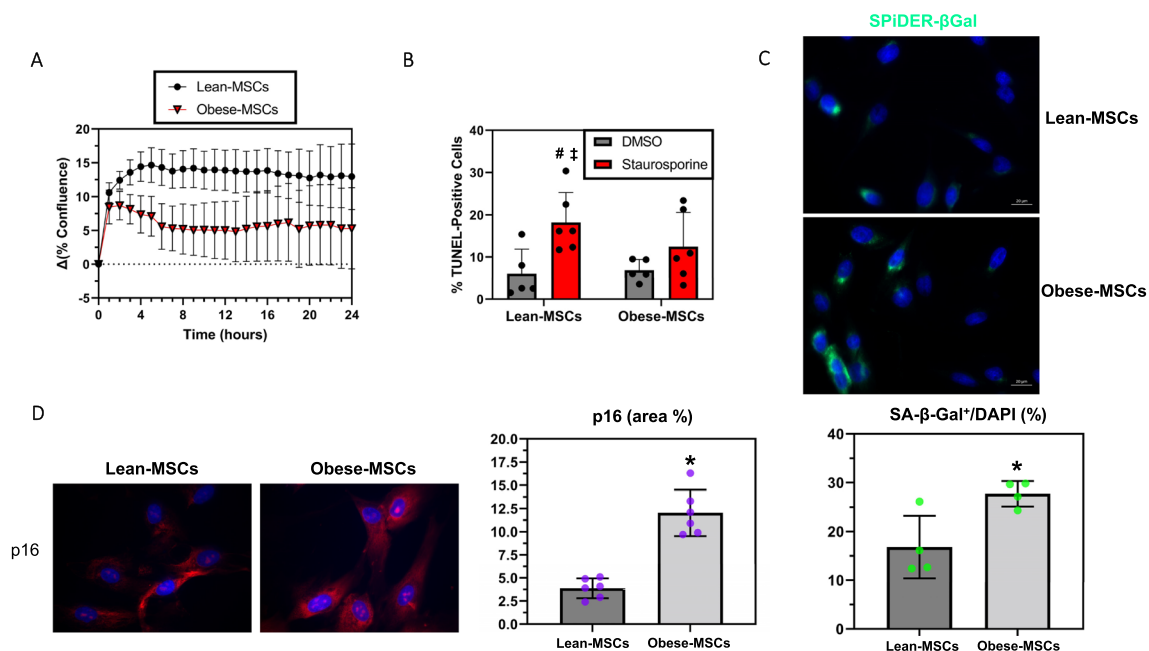 A
Lean-MSCs
Obese-MSCs
Δ(% Confluence)
20
15
10
5
0
-5
0
4
8
12
16
20
24
Time (hours)
B
% TUNEL-Positive Cells
40
30
20
10
0
DMSO
Staurosporine
# ‡
Lean-MSCs
Obese-MSCs
C
SPiDER-βGal
Lean-MSCs
20 μm
Obese-MSCs
20 μm
D
Lean-MSCs
Obese-MSCs
p16
p16 (area %)
20.0
17.5
15.0
12.5
10.0
7.5
5.0
2.5
0.0
*
Lean-MSCs
Obese-MSCs
SA-β-Gal⁺/DAPI (%)
40
30
20
10
0
*
Lean-MSCs
Obese-MSCs